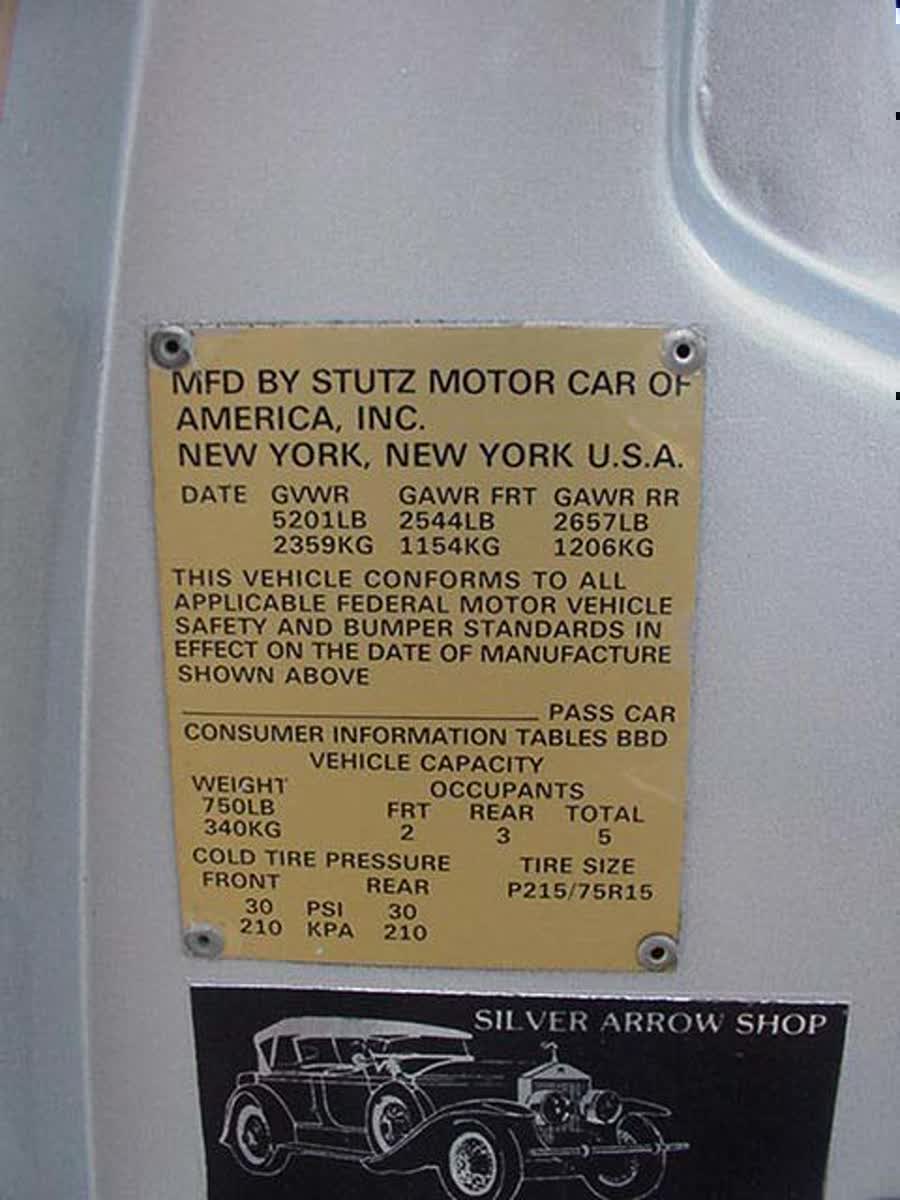 MFD BY STUTZ MOTOR CAR OF
AMERICA, INC.
NEW YORK, NEW YORK U.S.A.
DATE GVWR GAWR FRT GAWR RR
5201LB 2544LB 2657LB
2359KG 1154KG 1206KG
THIS VEHICLE CONFORMS TO ALL
APPLICABLE FEDERAL MOTOR VEHICLE
SAFETY AND BUMPER STANDARDS IN
EFFECT ON THE DATE OF MANUFACTURE
SHOWN ABOVE
PASS CAR
CONSUMER INFORMATION TABLES BBD
VEHICLE CAPACITY
WEIGHT OCCUPANTS
750LB FRT REAR TOTAL
340KG 2 3 5
COLD TIRE PRESSURE TIRE SIZE
FRONT REAR P215/75R15
30 PSI 30
210 KPA 210
SILVER ARROW SHOP